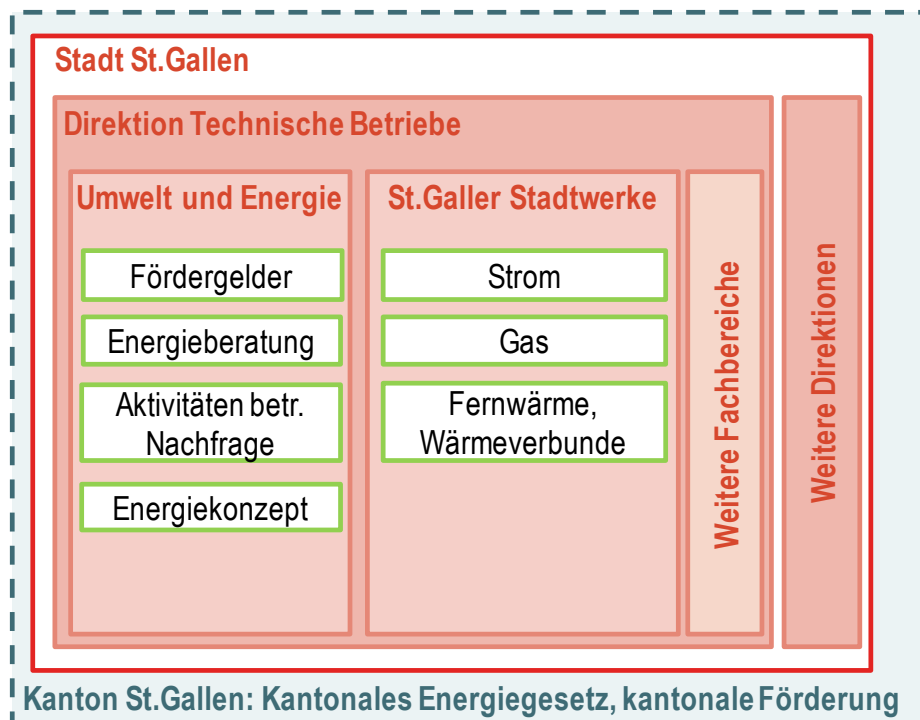 Stadt St.Gallen
Direktion Technische Betriebe
Umwelt und Energie
Fördergelder
Energieberatung
Aktivitäten betr.
Nachfrage
Energiekonzept
St.Galler Stadtwerke
Strom
Gas
Fernwärme,
Wärmeverbunde
Weitere Fachbereiche
Weitere Direktionen
Kanton St.Gallen: Kantonales Energiegesetz, kantonale Förderung